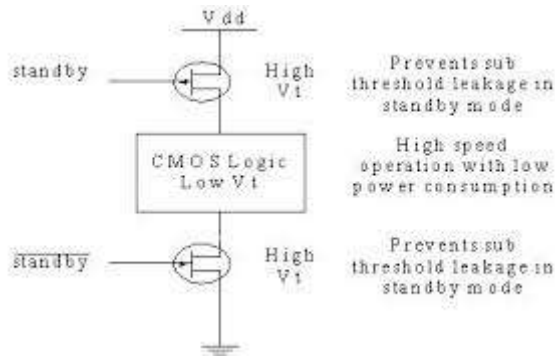 Vdd
standby
High
Vt
Prevents sub
threshold leakage in
standby mode
CMOS Logic
Low Vt
High speed
operation with low
power consumption
standby
High
Vt
Prevents sub
threshold leakage in
standby mode